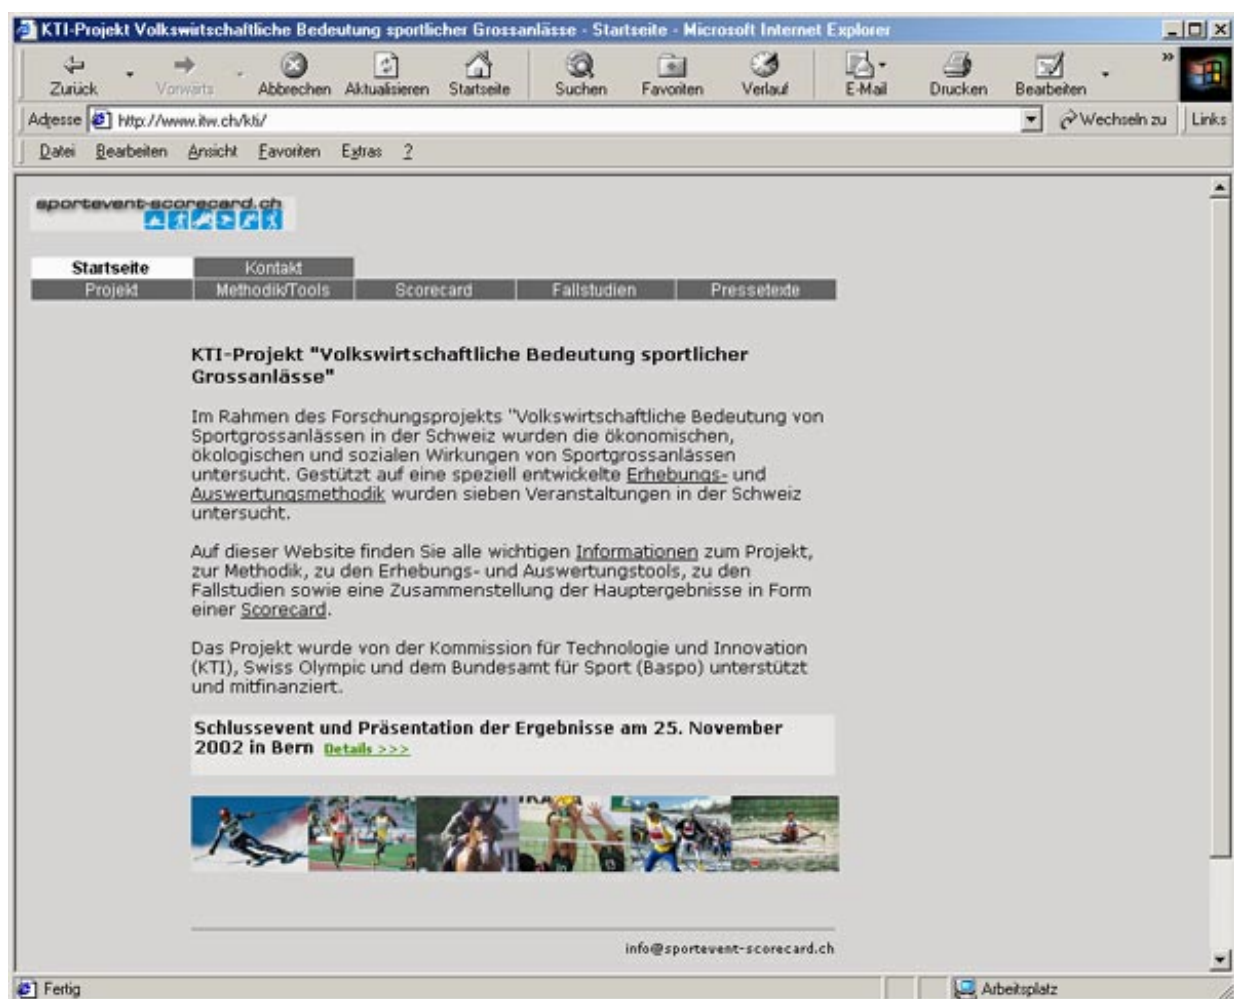 KTI-Projekt Volkswirtschaftliche Bedeutung sportlicher Grossanlässe - Startseite - Microsoft Internet Explorer
Zurück Vorwärts Abbrechen Aktualisieren Startseite Suchen Favoriten Verlauf E-Mail Drucken Bearbeiten »
Adresse http://www.itw.ch/kti/ Wechseln zu Links
Datei Bearbeiten Ansicht Favoriten Extras ?
sportevent-scorecard.ch
Startseite Kontakt
Projekt Methodik/Tools Scorecard Fallstudien Pressetexte
KTI-Projekt "Volkswirtschaftliche Bedeutung sportlicher
Grossanlässe"
Im Rahmen des Forschungsprojekts "Volkswirtschaftliche Bedeutung von
Sportgrossanlässen in der Schweiz wurden die ökonomischen,
ökologischen und sozialen Wirkungen von Sportgrossanlässen
untersucht. Gestützt auf eine speziell entwickelte Erhebungs- und
Auswertungsmethodik wurden sieben Veranstaltungen in der Schweiz
untersucht.
Auf dieser Website finden Sie alle wichtigen Informationen zum Projekt,
zur Methodik, zu den Erhebungs- und Auswertungstools, zu den
Fallstudien sowie eine Zusammenstellung der Hauptergebnisse in Form
einer Scorecard.
Das Projekt wurde von der Kommission für Technologie und Innovation
(KTI), Swiss Olympic und dem Bundesamt für Sport (Baspo) unterstützt
und mitfinanziert.
Schlussevent und Präsentation der Ergebnisse am 25. November
2002 in Bern Details >>>
info@sportevent-scorecard.ch
Fertig Arbeitsplatz